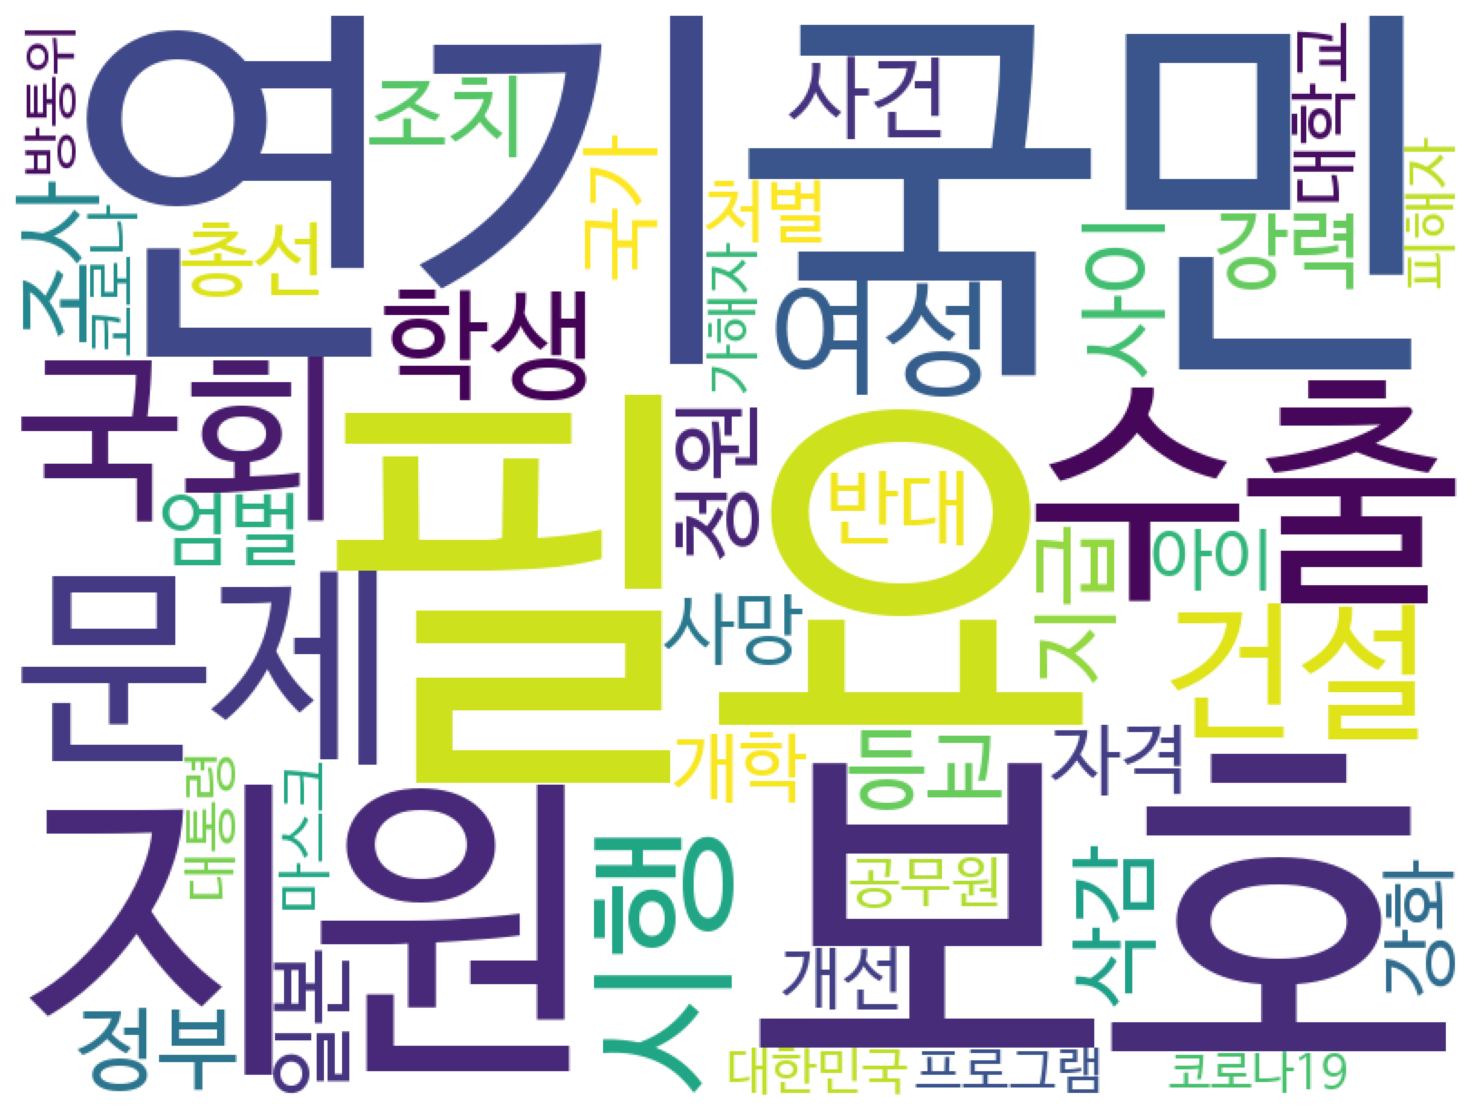 방통위
연기
조치
국가
사건
국민
대학교
피해자
조사
코로나
총선
처벌
사이
강력
학생
가해자
여성
국회
필요
청원
반대
수출
엄벌
지급
아이
문제
사망
건설
개학
등교
자격
대통령
마스크
지원
시행
보호
공무원
삭감
강화
정부
일본
개선
대한민국
프로그램
코로나19